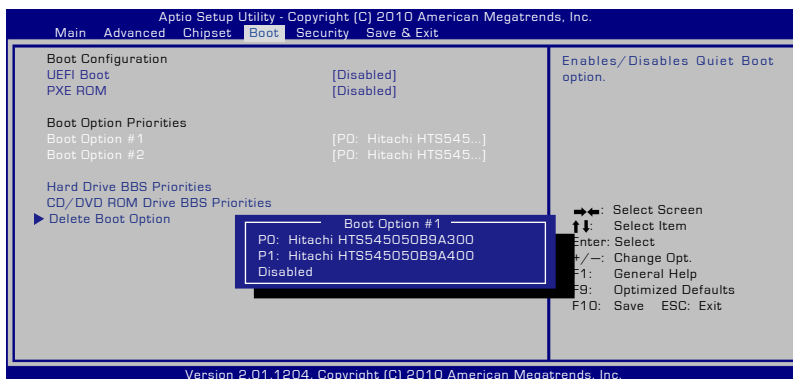 Aptio Setup Utility - Copyright (C) 2010 American Megatrends, Inc.
Main Advanced Chipset Boot Security Save & Exit
Boot Configuration
UEFI Boot [Disabled]
PXE ROM [Disabled]
Boot Option Priorities
Boot Option #1 [P0: Hitachi HTS545...]
Boot Option #2 [P0: Hitachi HTS545...]
Hard Drive BBS Priorities
CD/DVD ROM Drive BBS Priorities
Delete Boot Option
Boot Option #1
P0: Hitachi HTS545050B9A300
P1: Hitachi HTS545050B9A400
Disabled
Enables/Disables Quiet Boot
option.
→←: Select Screen
↑↓: Select Item
Enter: Select
+/—: Change Opt.
F1: General Help
F9: Optimized Defaults
F10: Save ESC: Exit
Version 2.01.1204. Copyright (C) 2010 American Megatrends, Inc.